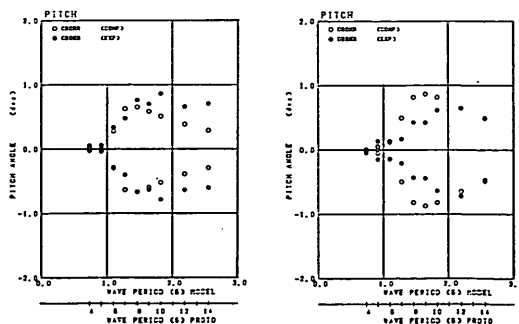 PITCH
(COMP)
(EXP)
PITCH ANGLE (deg)
2.0
1.0
0.0
-1.0
-2.0
0.0 1.0 2.0 3.0
WAVE PERIOD (S) MODEL
4 6 8 10 12 14
WAVE PERIOD (S) PROTO
PITCH
(COMP)
(EXP)
PITCH ANGLE (deg)
2.0
1.0
0.0
-1.0
-2.0
0.0 1.0 2.0 3.0
WAVE PERIOD (S) MODEL
4 6 8 10 12 14
WAVE PERIOD (S) PROTO